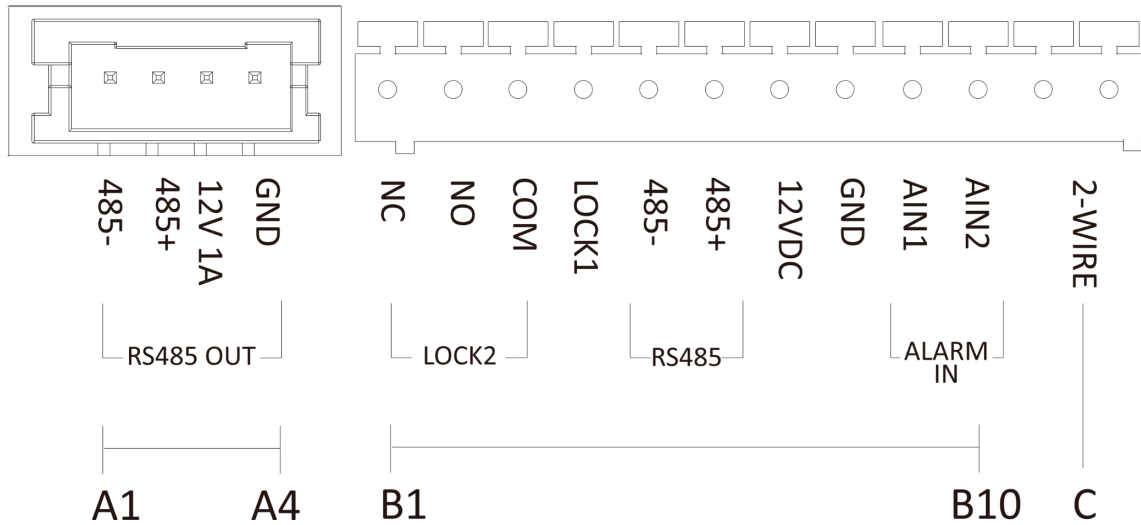 485-
485+
12V 1A
GND
NC
NO
COM
LOCK1
485-
485+
12VDC
GND
AIN1
AIN2
2-WIRE
RS485 OUT
LOCK2
RS485
ALARM
IN
A1
A4
B1
B10
C